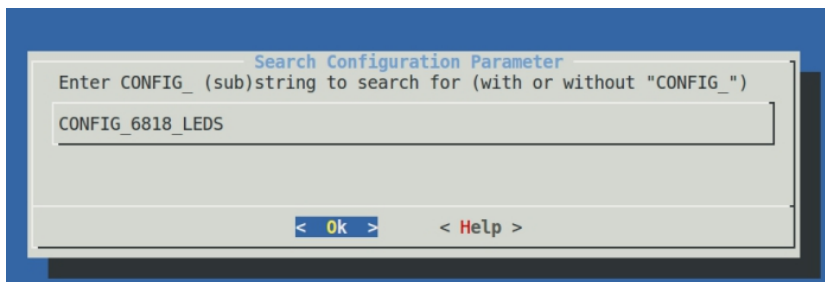 Search Configuration Parameter
Enter CONFIG_ (sub)string to search for (with or without "CONFIG_")
CONFIG_6818_LEDS
< Ok > < Help >